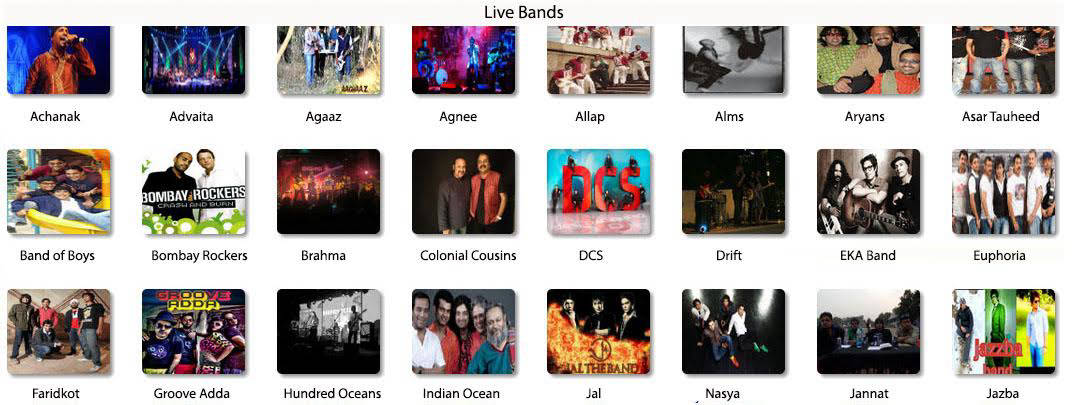 Live Bands
AAGHAAZ
Achanak Advaita Agaaz Agnee Allap Alms Aryans Asar Tauheed
BOMBAY ROCKERS
CRASH AND BURN
DCS
Band of Boys Bombay Rockers Brahma Colonial Cousins DCS Drift EKA Band Euphoria
GROOVE
ADDA
JAL THE BAND
Jazzba
band
Faridkot Groove Adda Hundred Oceans Indian Ocean Jal Nasya Jannat Jazba